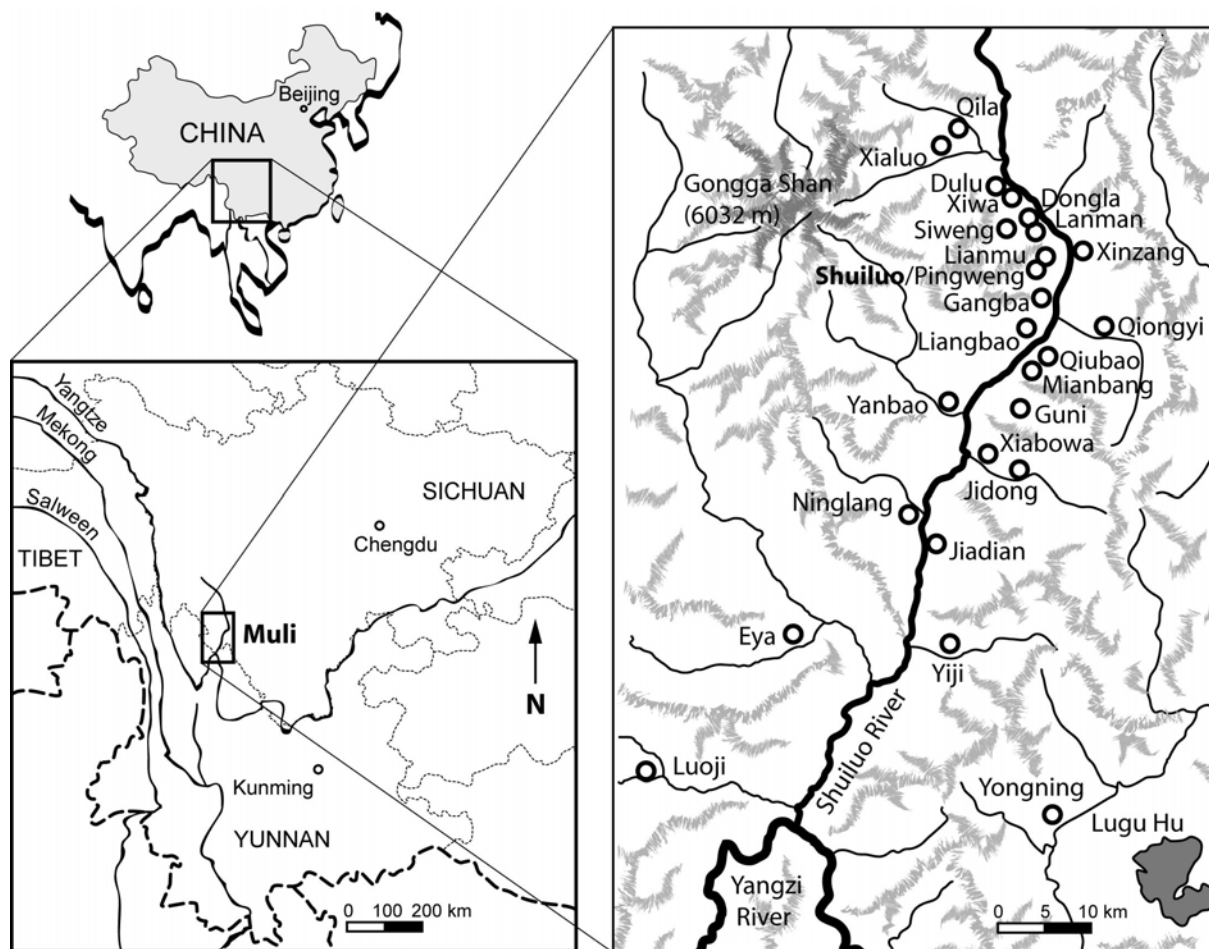 Beijing
CHINA
Yangtze
Mekong
Salween
TIBET
SICHUAN
Chengdu
Muli
N
Kunming
YUNNAN
0 100 200 km
Qila
Xialuo
Gongga Shan
(6032 m)
Dulu
Xiwa
Dongla
Lanman
Siweng
Lianmu
Xinzang
Shuiluo/Pingweng
Gangba
Liangbao
Qiongyi
Qiubao
Mianbang
Yanbao
Guni
Xiabowa
Jidong
Ninglang
Jiadian
Eya
Yiji
Shuiluo River
Luoji
Yongning
Lugu Hu
Yangzi
River
0 5 10 km